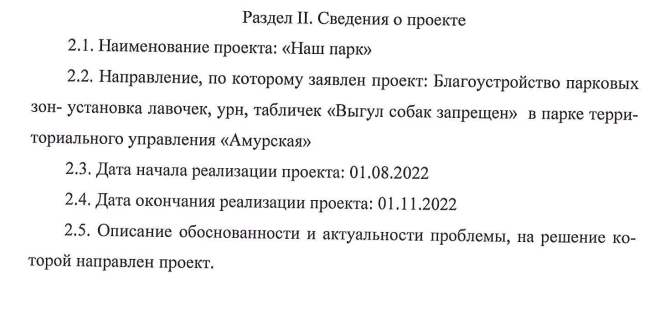 Раздел II. Сведения о проекте
2.1. Наименование проекта: «Наш парк»
2.2. Направление, по которому заявлен проект: Благоустройство парковых
зон- установка лавочек, урн, табличек «Выгул собак запрещен» в парке терри-
ториального управления «Амурская»
2.3. Дата начала реализации проекта: 01.08.2022
2.4. Дата окончания реализации проекта: 01.11.2022
2.5. Описание обоснованности и актуальности проблемы, на решение ко-
торой направлен проект.